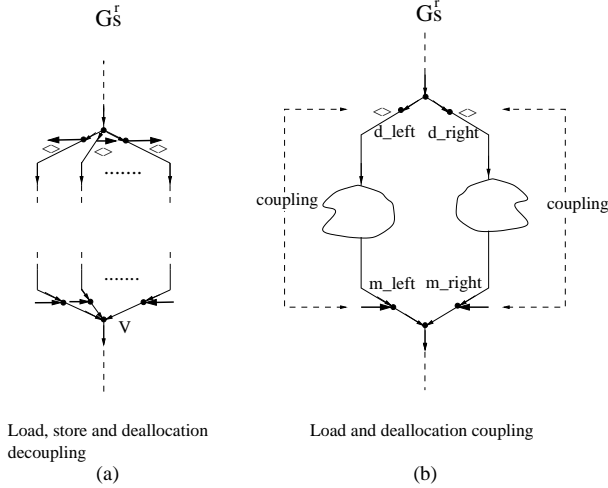 Gs^r
Gs^r
d_left d_right
coupling
coupling
m_left m_right
V
Load, store and deallocation
decoupling
Load and deallocation coupling
(a)
(b)